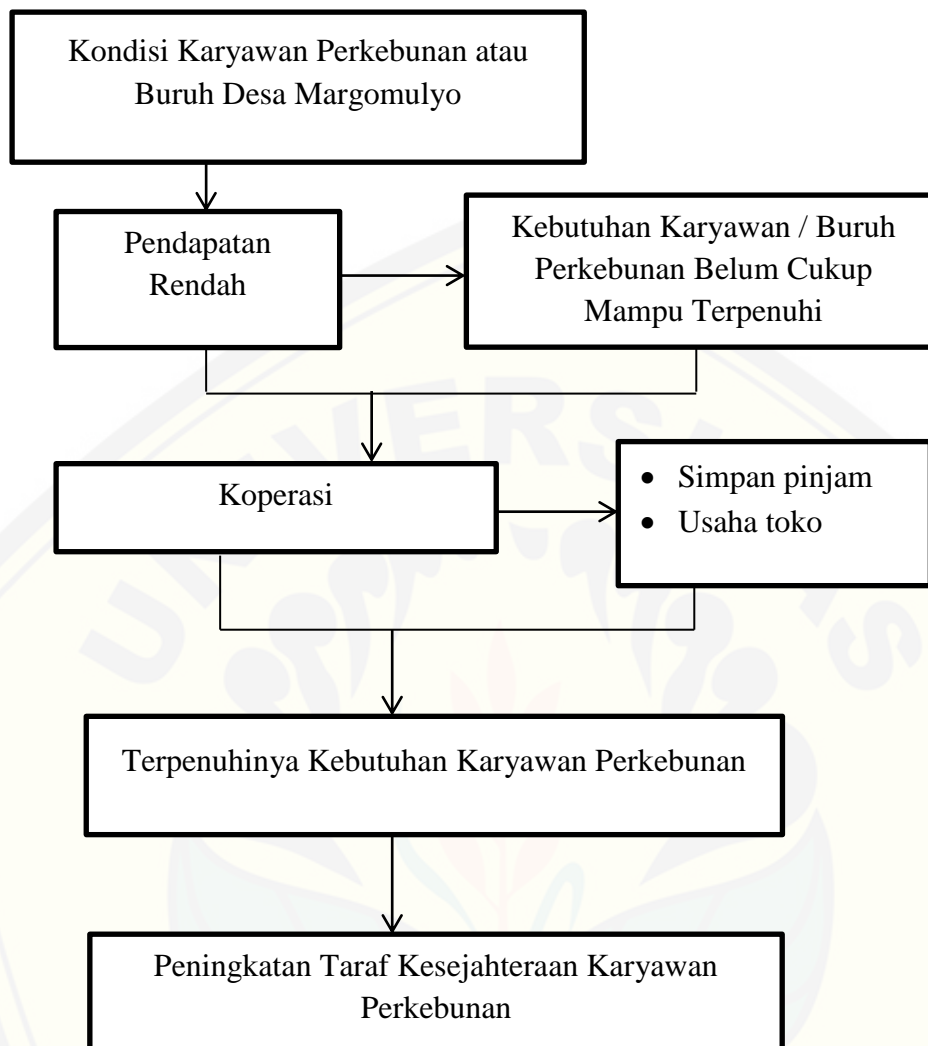 Kondisi Karyawan Perkebunan atau
Buruh Desa Margomulyo
Pendapatan
Rendah
Kebutuhan Karyawan / Buruh
Perkebunan Belum Cukup
Mampu Terpenuhi
Koperasi
• Simpan pinjam
• Usaha toko
Terpenuhinya Kebutuhan Karyawan Perkebunan
Peningkatan Taraf Kesejahteraan Karyawan
Perkebunan